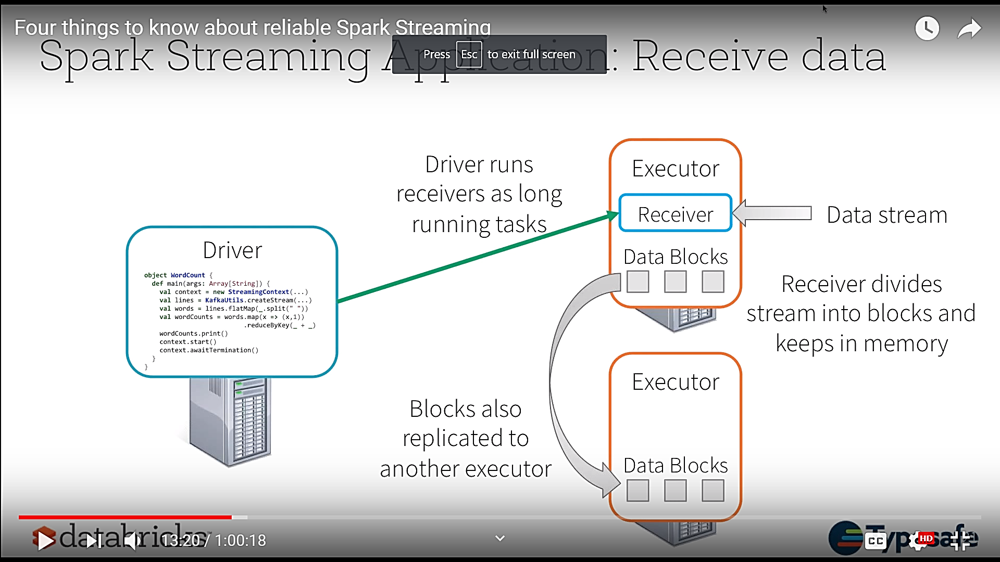 Four things to know about reliable Spark Streaming
Spark Streaming Application: Receive data
Press Esc to exit full screen
Driver runs
receivers as long
running tasks
Executor
Receiver
Data stream
Data Blocks
Driver
object WordCount {
def main(args: Array[String]) {
val context = new StreamingContext(...)
val lines = KafkaUtils.createStream(...)
val words = lines.flatMap(_.split(" "))
val wordCounts = words.map(x => (x,1))
.reduceByKey(_ + _)
wordCounts.print()
context.start()
context.awaitTermination()
}
}
Receiver divides
stream into blocks and
keeps in memory
Executor
Blocks also
replicated to
another executor
Data Blocks
databricks
13:20 / 1:00:18
Typesafe
CC
HD